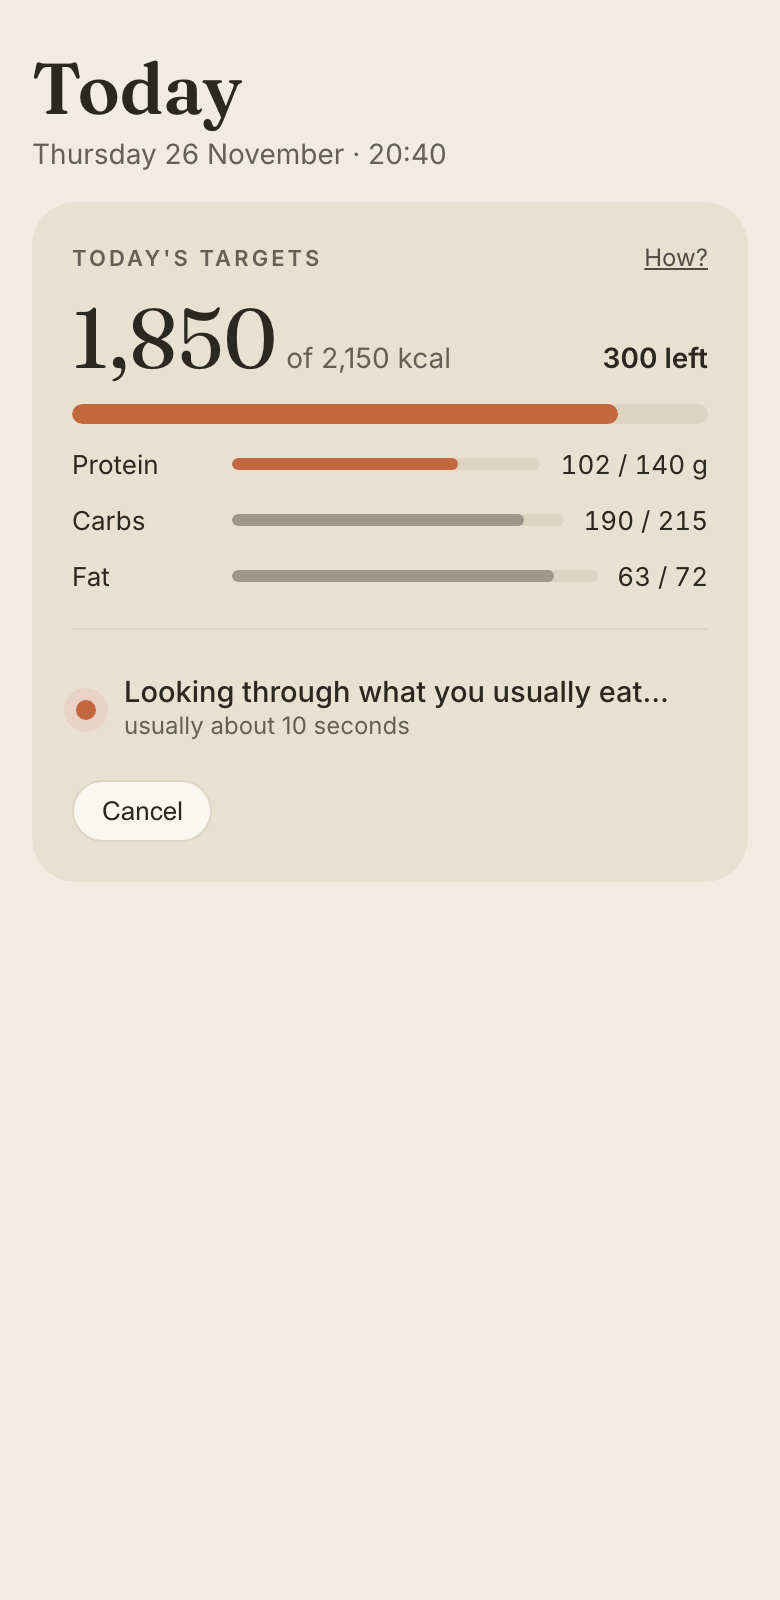 Today
Thursday 26 November · 20:40
TODAY'S TARGETS How?
1,850 of 2,150 kcal 300 left
Protein 102 / 140 g
Carbs 190 / 215
Fat 63 / 72
Looking through what you usually eat…
usually about 10 seconds
Cancel